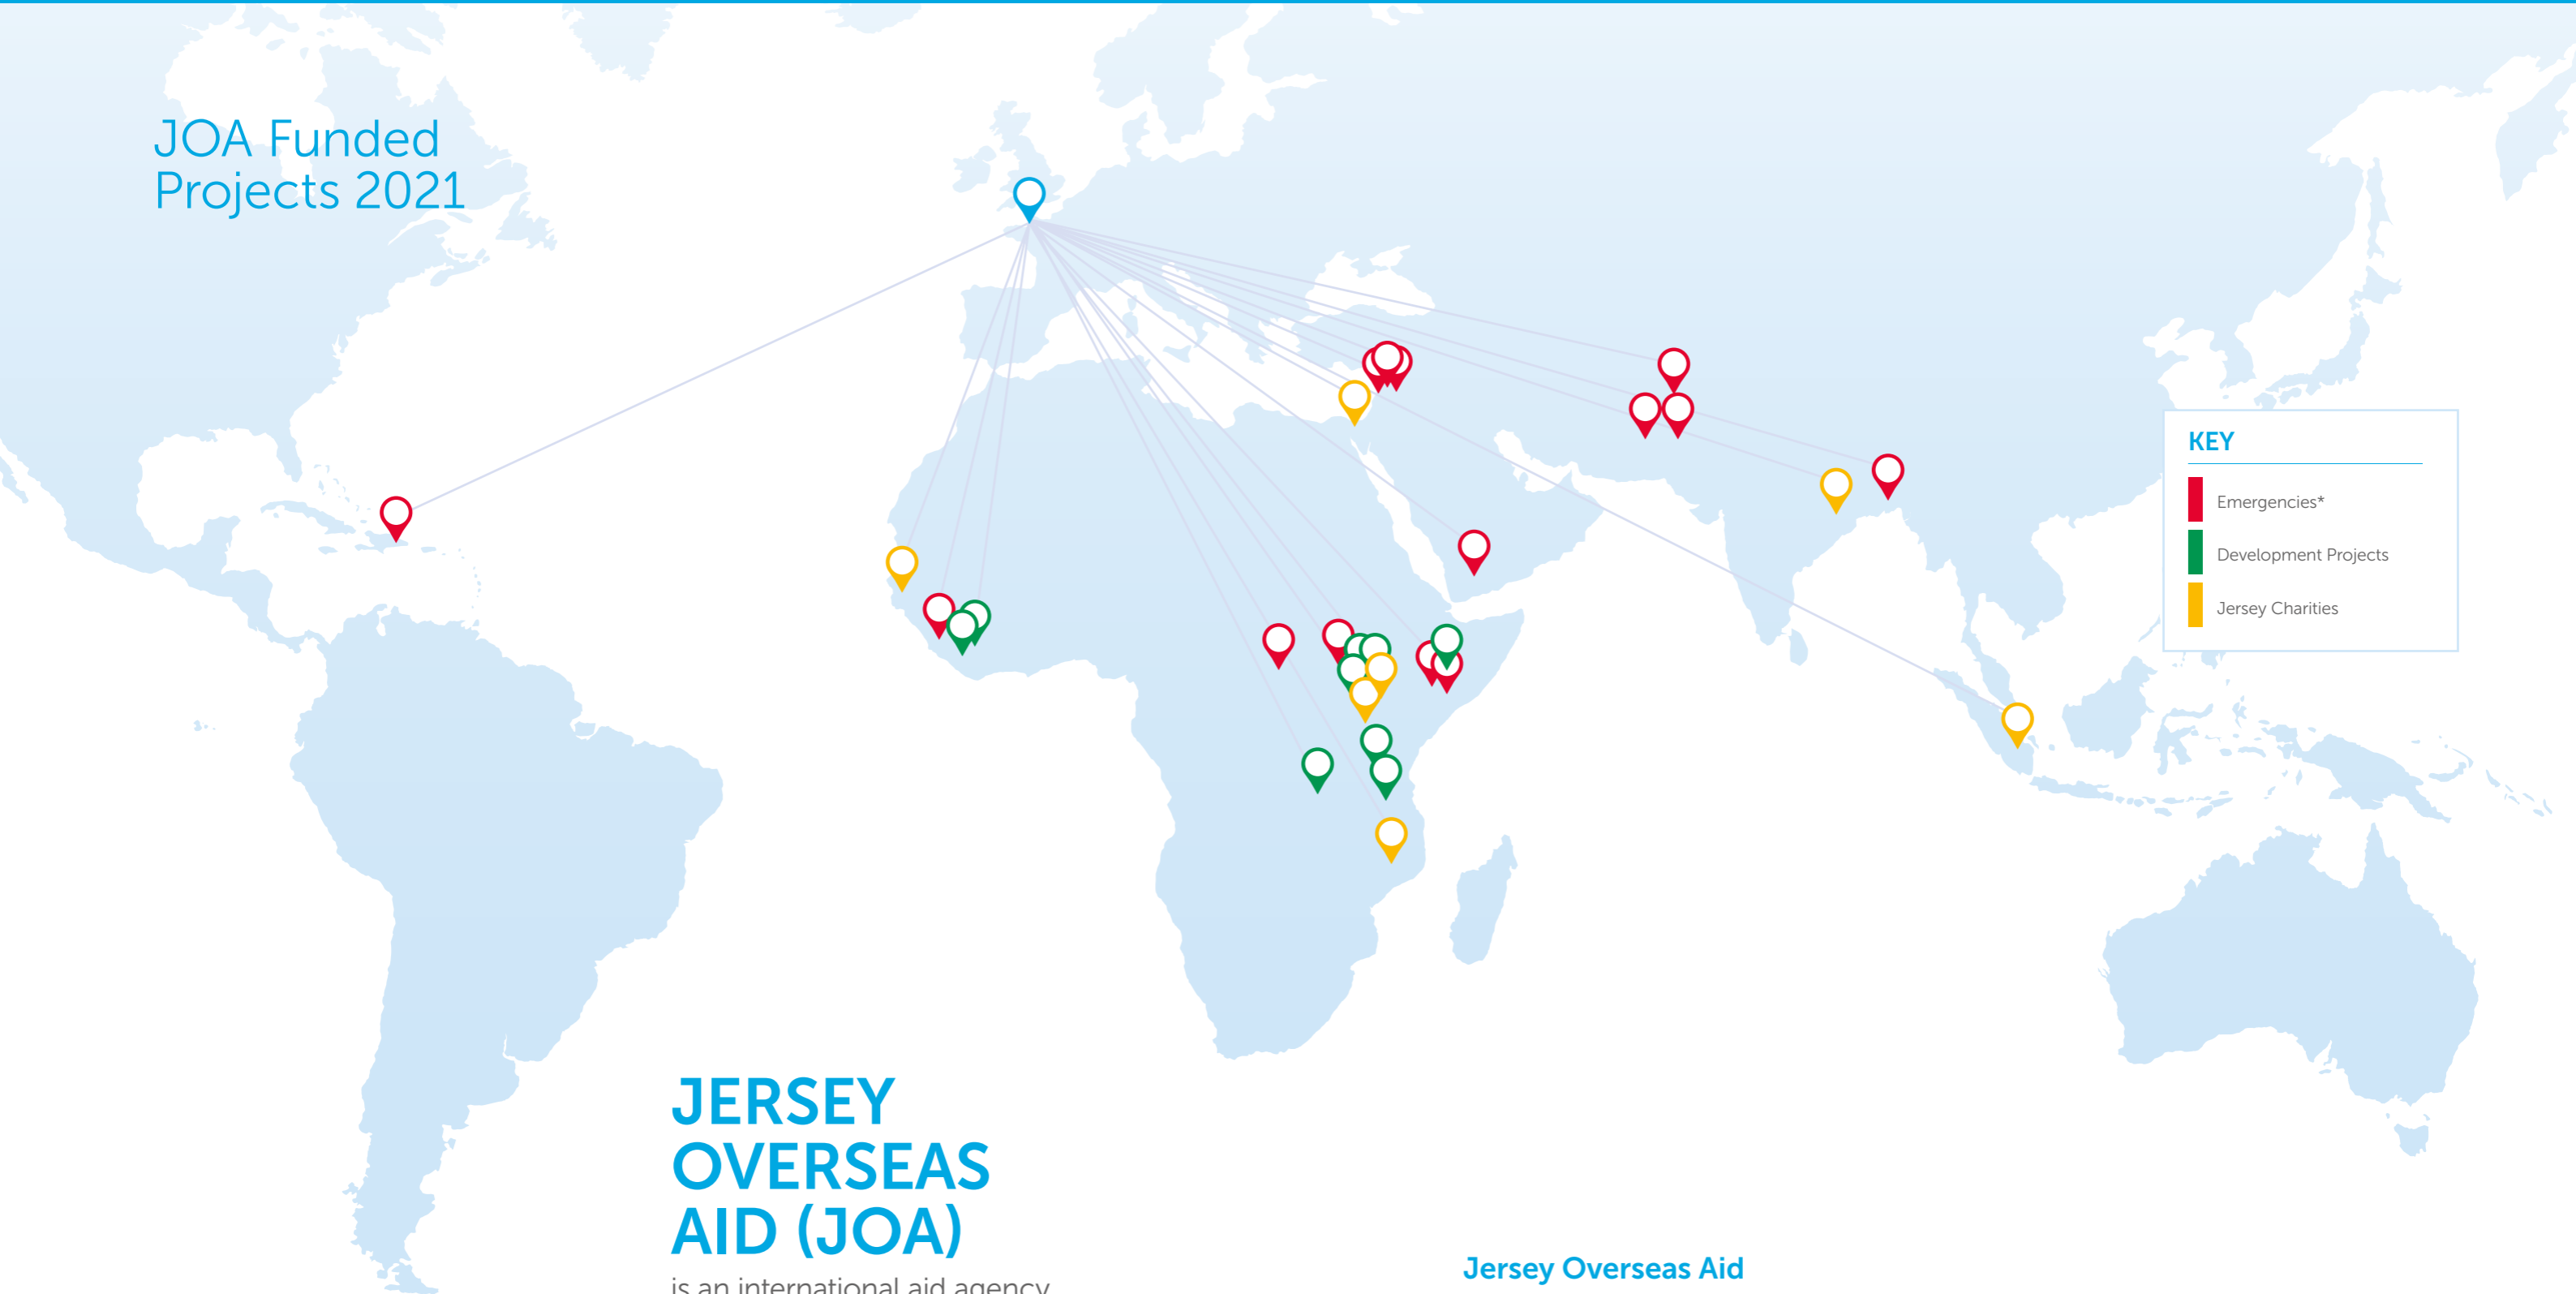 JOA Funded
Projects 2021
KEY
Emergencies*
Development Projects
Jersey Charities
JERSEY
OVERSEAS
AID (JOA)
is an international aid agency
Jersey Overseas Aid